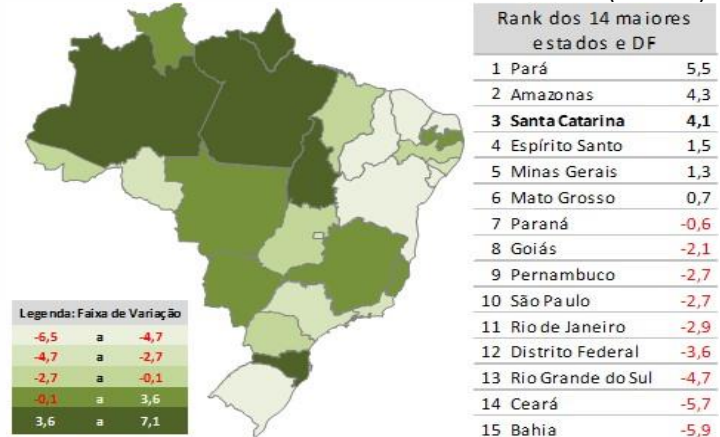 Rank dos 14 maiores
estados e DF
1 Pará 5,5
2 Amazonas 4,3
3 Santa Catarina 4,1
4 Espírito Santo 1,5
5 Minas Gerais 1,3
6 Mato Grosso 0,7
7 Paraná -0,6
8 Goiás -2,1
9 Pernambuco -2,7
10 São Paulo -2,7
11 Rio de Janeiro -2,9
12 Distrito Federal -3,6
13 Rio Grande do Sul -4,7
14 Ceará -5,7
15 Bahia -5,9
Legenda: Faixa de Variação
-6,5 a -4,7
-4,7 a -2,7
-2,7 a -0,1
-0,1 a 3,6
3,6 a 7,1